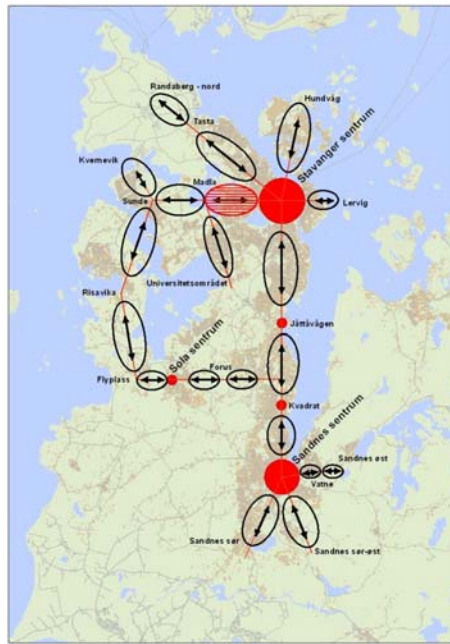 Randaberg - nord
Hundvåg
Tasta
Stavanger sentrum
Kvernevik
Madla
Sunde
Lervig
Universitetsområdet
Risavika
Jåttåvågen
Sola sentrum
Forus
Flyplass
Kvadrat
Sandnes sentrum
Sandnes øst
Vatne
Sandnes sør
Sandnes sør-øst